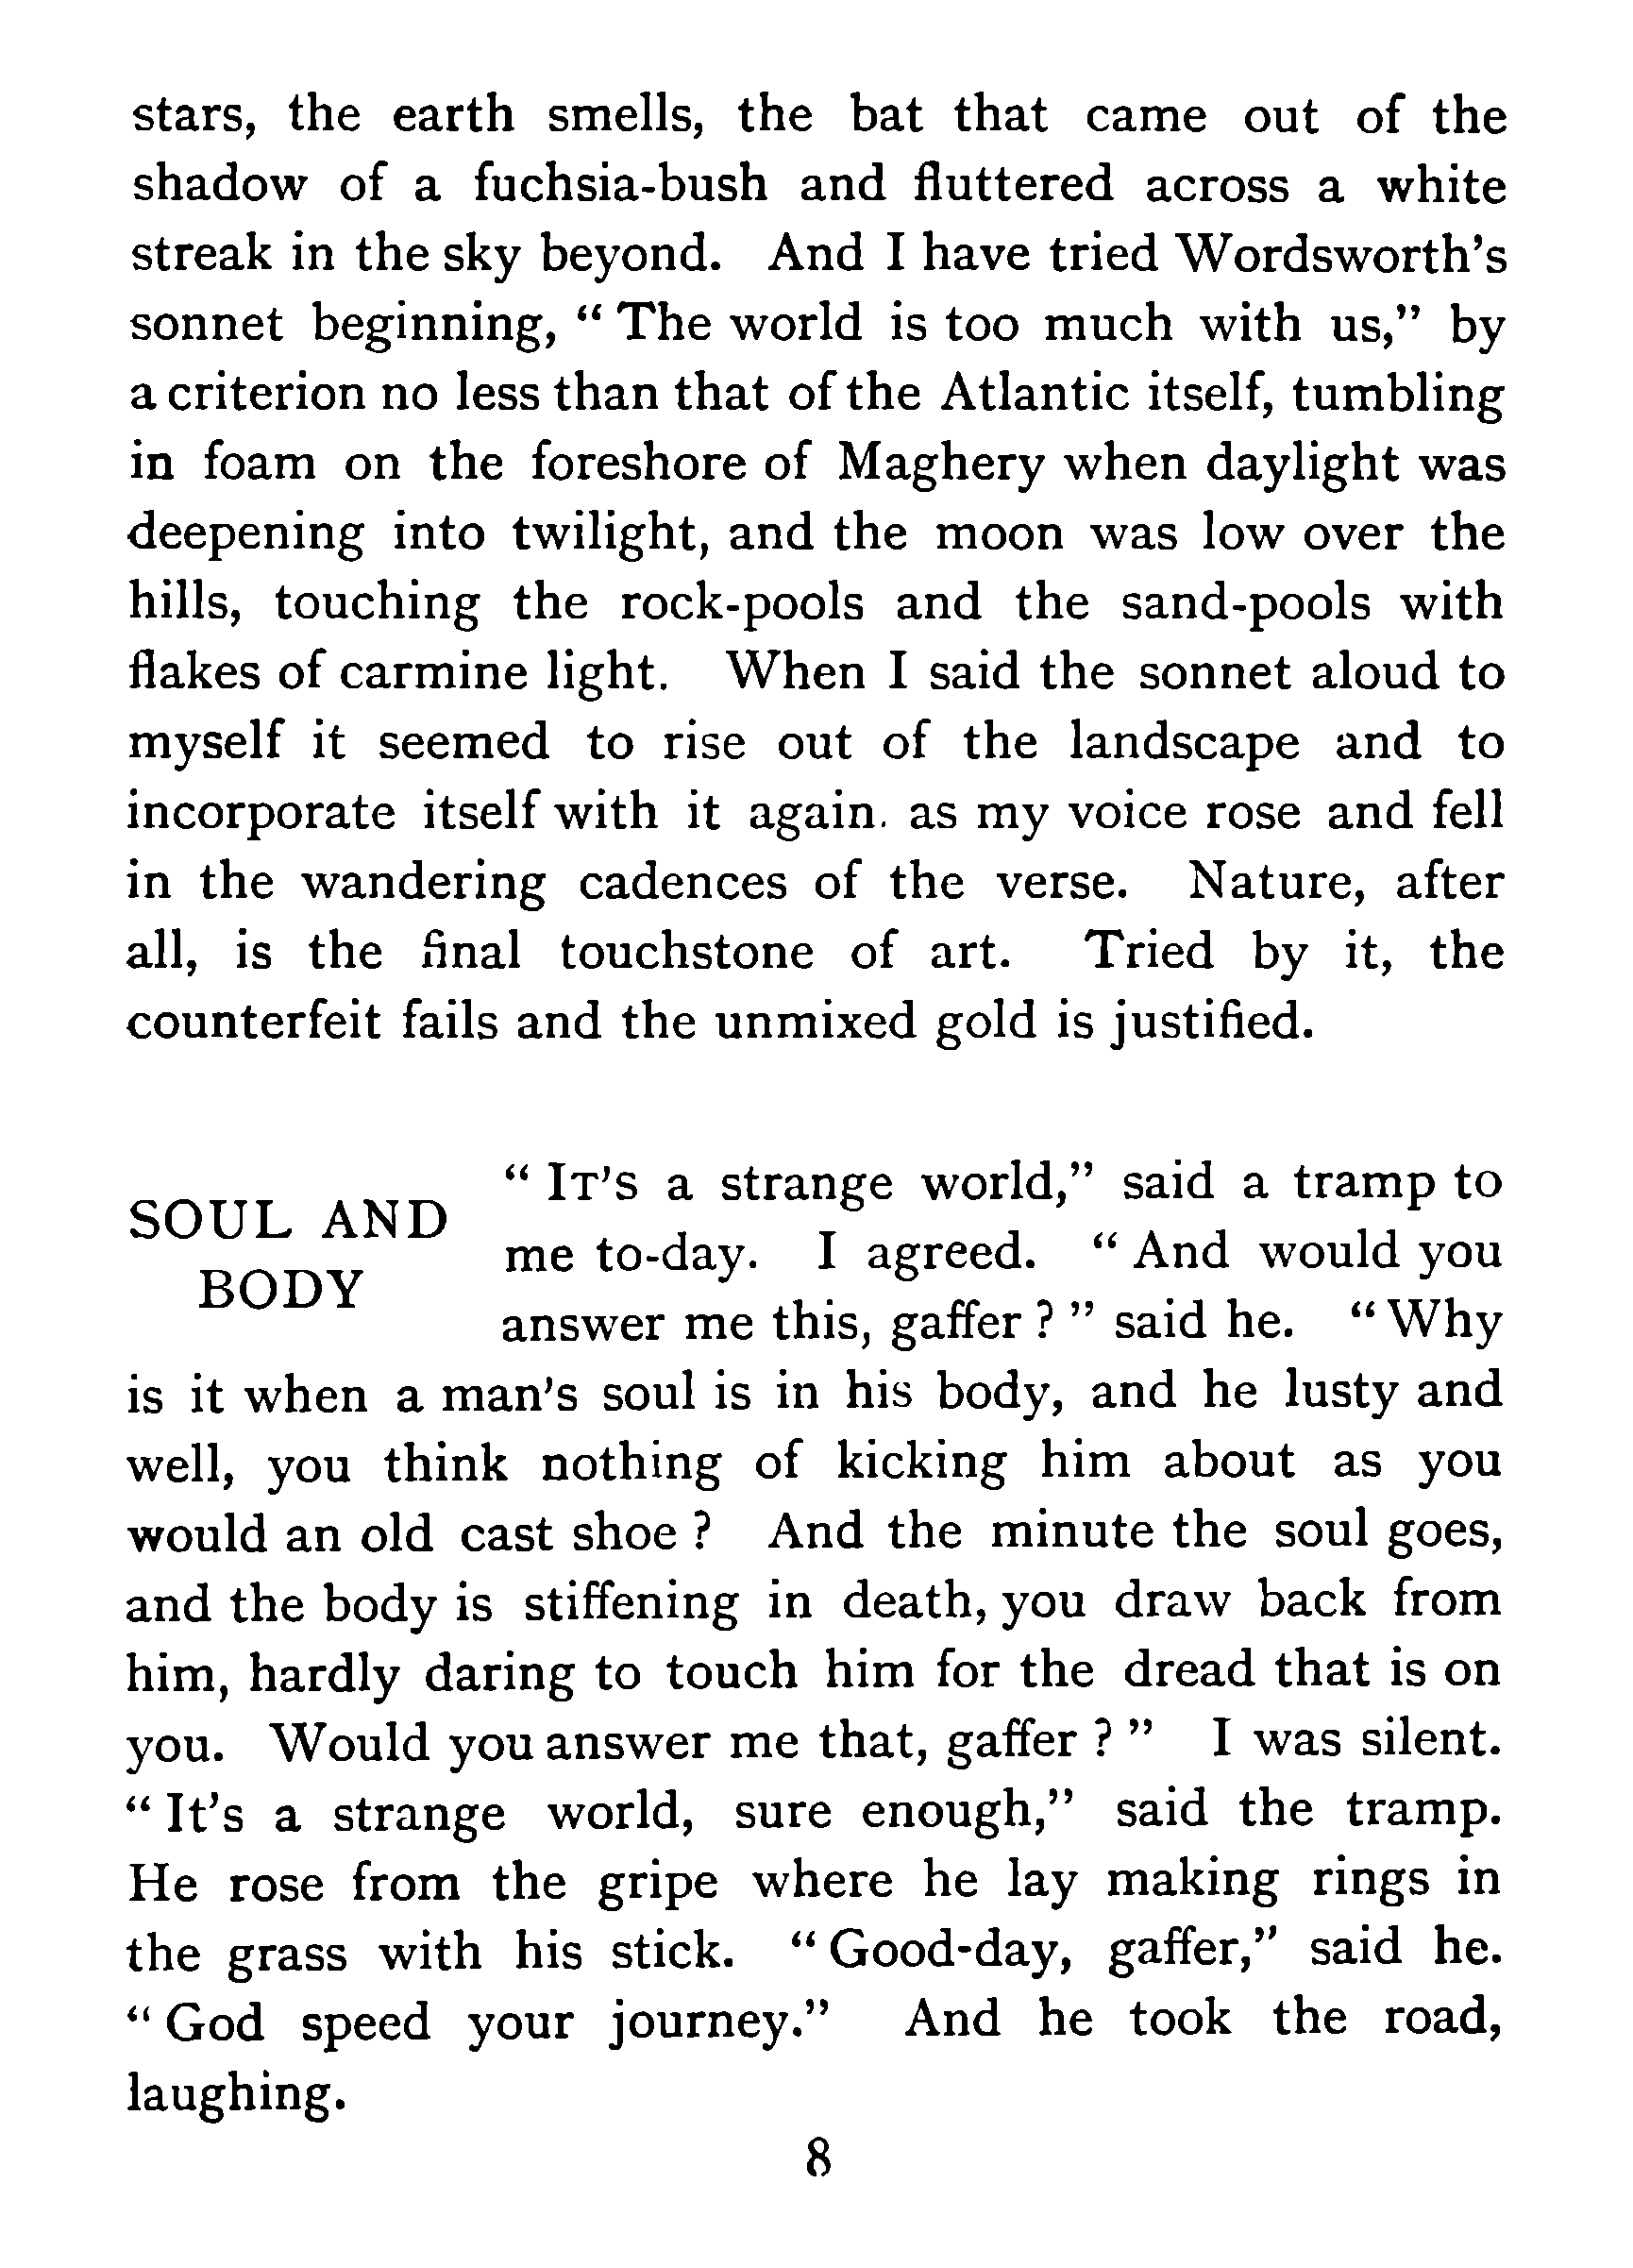 stars, the earth smells, the bat that came out of the
shadow of a fuchsia-bush and fluttered across a white
streak in the sky beyond. And I have tried Wordsworth's
sonnet beginning, “ The world is too much with us,” by
a criterion no less than that of the Atlantic itself, tumbling
in foam on the foreshore of Maghery when daylight was
deepening into twilight, and the moon was low over the
hills, touching the rock-pools and the sand-pools with
flakes of carmine light. When I said the sonnet aloud to
myself it seemed to rise out of the landscape and to
incorporate itself with it again. as my voice rose and fell
in the wandering cadences of the verse. Nature, after
all, is the final touchstone of art. Tried by it, the
counterfeit fails and the unmixed gold is justified.
SOUL AND
BODY
“ IT'S a strange world,” said a tramp to
me to-day. I agreed. “ And would you
answer me this, gaffer ? ” said he. “ Why
is it when a man's soul is in his body, and he lusty and
well, you think nothing of kicking him about as you
would an old cast shoe ? And the minute the soul goes,
and the body is stiffening in death, you draw back from
him, hardly daring to touch him for the dread that is on
you. Would you answer me that, gaffer ? ” I was silent.
“ It's a strange world, sure enough,” said the tramp.
He rose from the gripe where he lay making rings in
the grass with his stick. “ Good-day, gaffer,” said he.
“ God speed your journey.” And he took the road,
laughing.
8